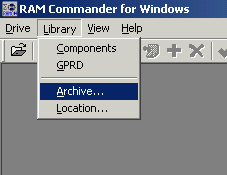 RAM Commander for Windows
Drive Library View Help
Components
GPRD
Archive...
Location...